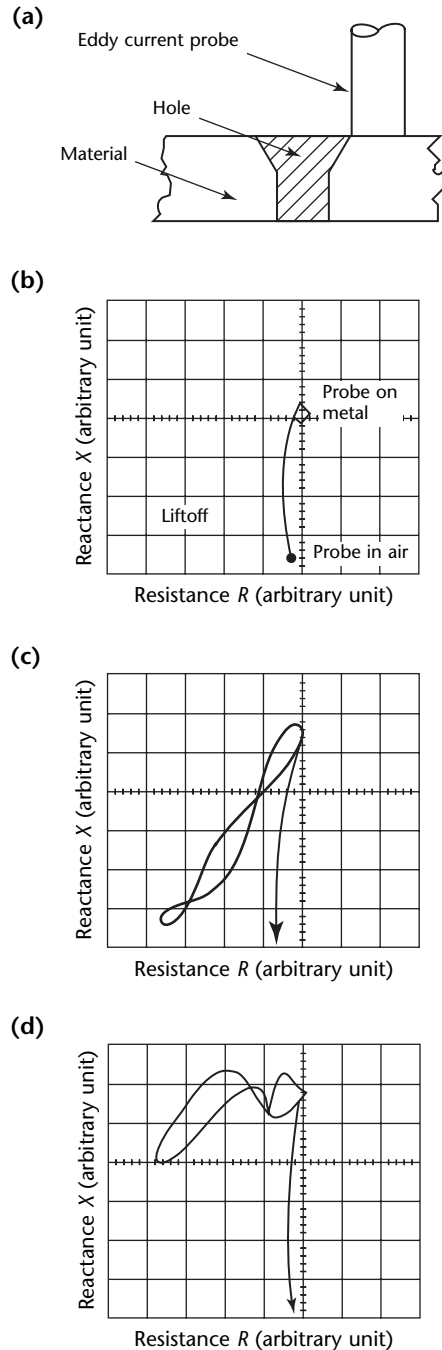 (a)
Eddy current probe
Hole
Material
(b)
Reactance X (arbitrary unit)
Probe on
metal
Liftoff
Probe in air
Resistance R (arbitrary unit)
(c)
Reactance X (arbitrary unit)
Resistance R (arbitrary unit)
(d)
Reactance X (arbitrary unit)
Resistance R (arbitrary unit)